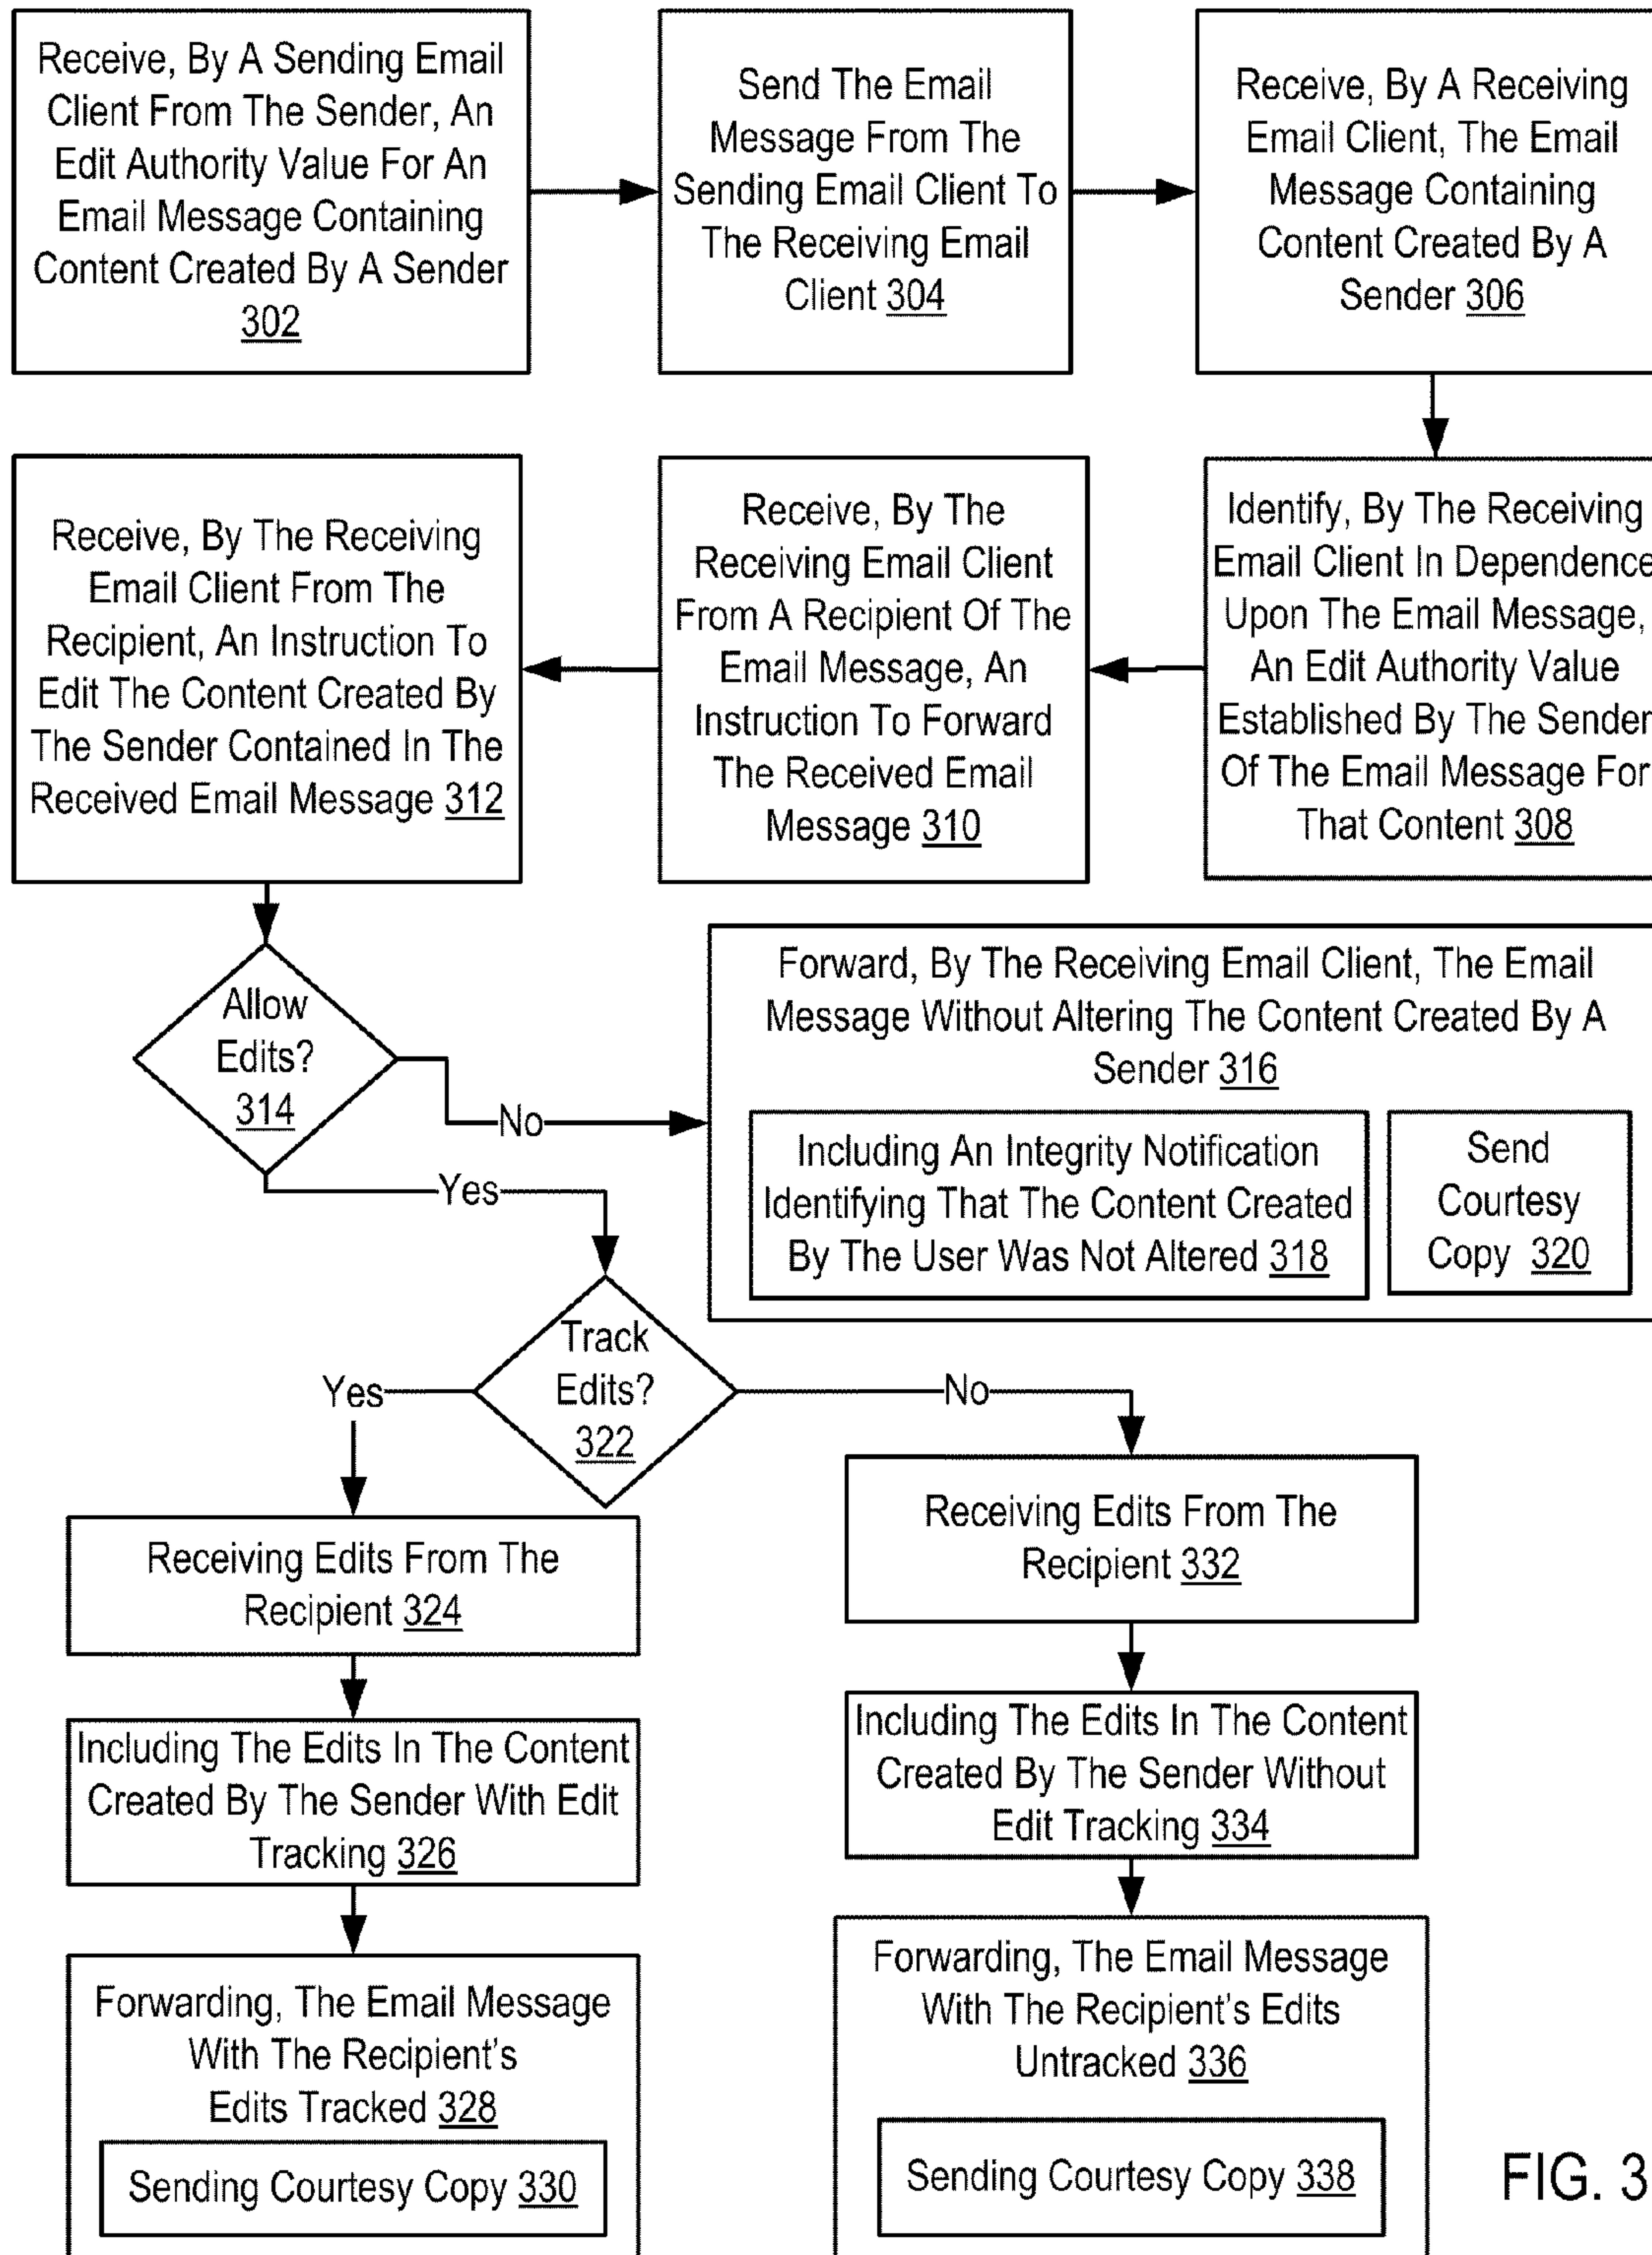 Receive, By A Sending Email
Client From The Sender, An
Edit Authority Value For An
Email Message Containing
Content Created By A Sender
302
Send The Email
Message From The
Sending Email Client To
The Receiving Email
Client 304
Receive, By A Receiving
Email Client, The Email
Message Containing
Content Created By A
Sender 306
Identify, By The Receiving
Email Client In Dependence
Upon The Email Message,
An Edit Authority Value
Established By The Sender
Of The Email Message For
That Content 308
Receive, By The
Receiving Email Client
From A Recipient Of The
Email Message, An
Instruction To Forward
The Received Email
Message 310
Receive, By The Receiving
Email Client From The
Recipient, An Instruction To
Edit The Content Created By
The Sender Contained In The
Received Email Message 312
Allow
Edits?
314
No
Yes
Forward, By The Receiving Email Client, The Email
Message Without Altering The Content Created By A
Sender 316
Including An Integrity Notification
Identifying That The Content Created
By The User Was Not Altered 318
Send
Courtesy
Copy 320
Track
Edits?
322
Yes
No
Receiving Edits From The
Recipient 324
Including The Edits In The Content
Created By The Sender With Edit
Tracking 326
Forwarding, The Email Message
With The Recipient's
Edits Tracked 328
Sending Courtesy Copy 330
Receiving Edits From The
Recipient 332
Including The Edits In The Content
Created By The Sender Without
Edit Tracking 334
Forwarding, The Email Message
With The Recipient's Edits
Untracked 336
Sending Courtesy Copy 338
FIG. 3